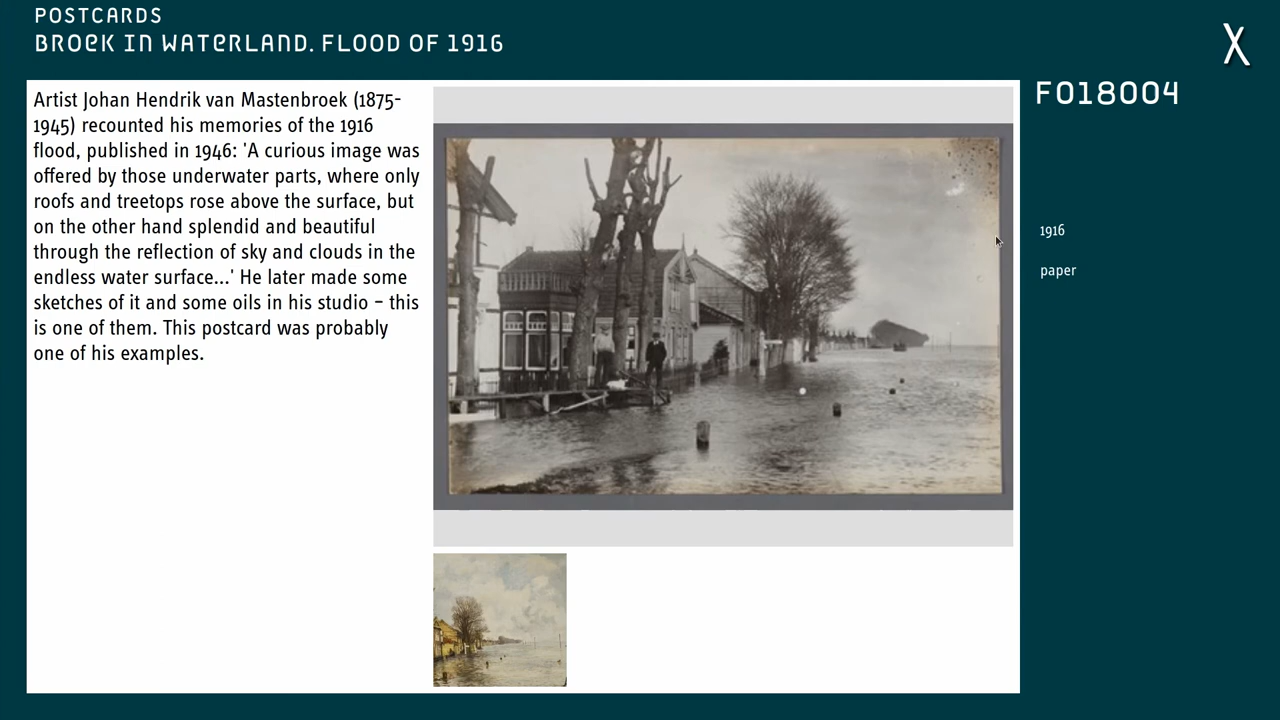 POSTCARDS
BROEK IN WATERLAND. FLOOD OF 1916
X
Artist Johan Hendrik van Mastenbroek (1875-
1945) recounted his memories of the 1916
flood, published in 1946: 'A curious image was
offered by those underwater parts, where only
roofs and treetops rose above the surface, but
on the other hand splendid and beautiful
through the reflection of sky and clouds in the
endless water surface...' He later made some
sketches of it and some oils in his studio – this
is one of them. This postcard was probably
one of his examples.
F018004
1916
paper